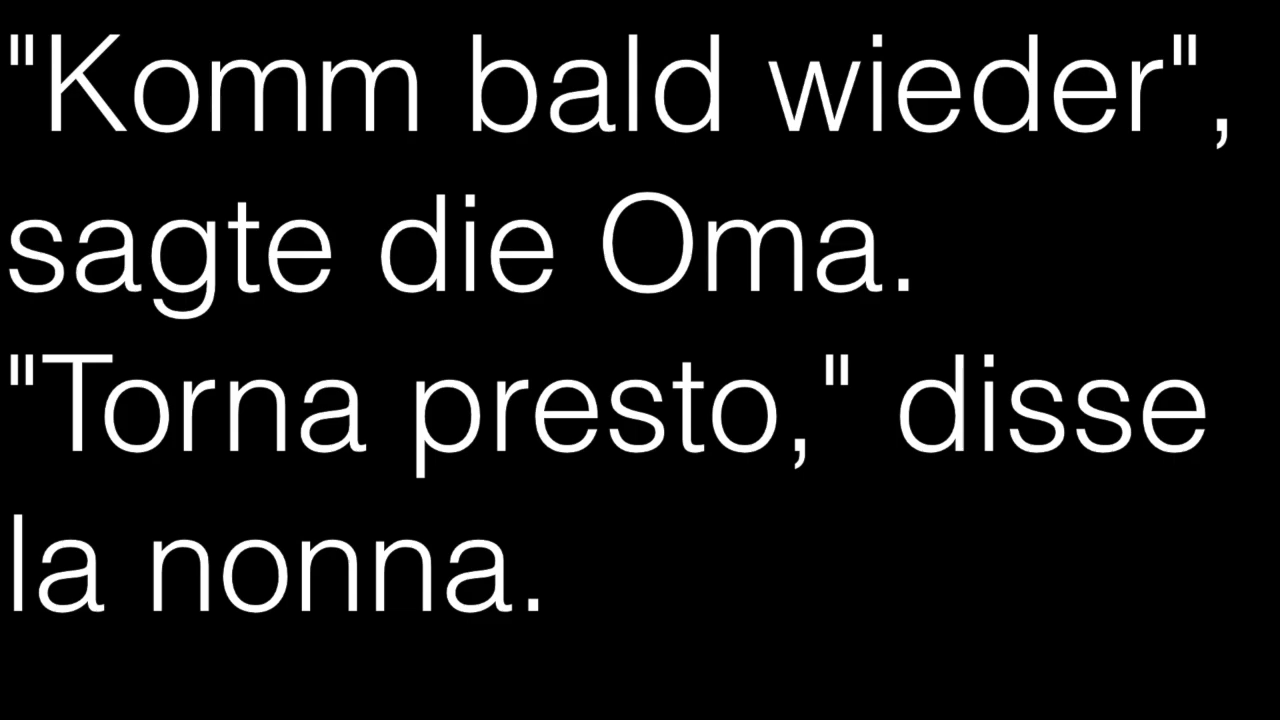 "Komm bald wieder",
sagte die Oma.
"Torna presto," disse
la nonna.